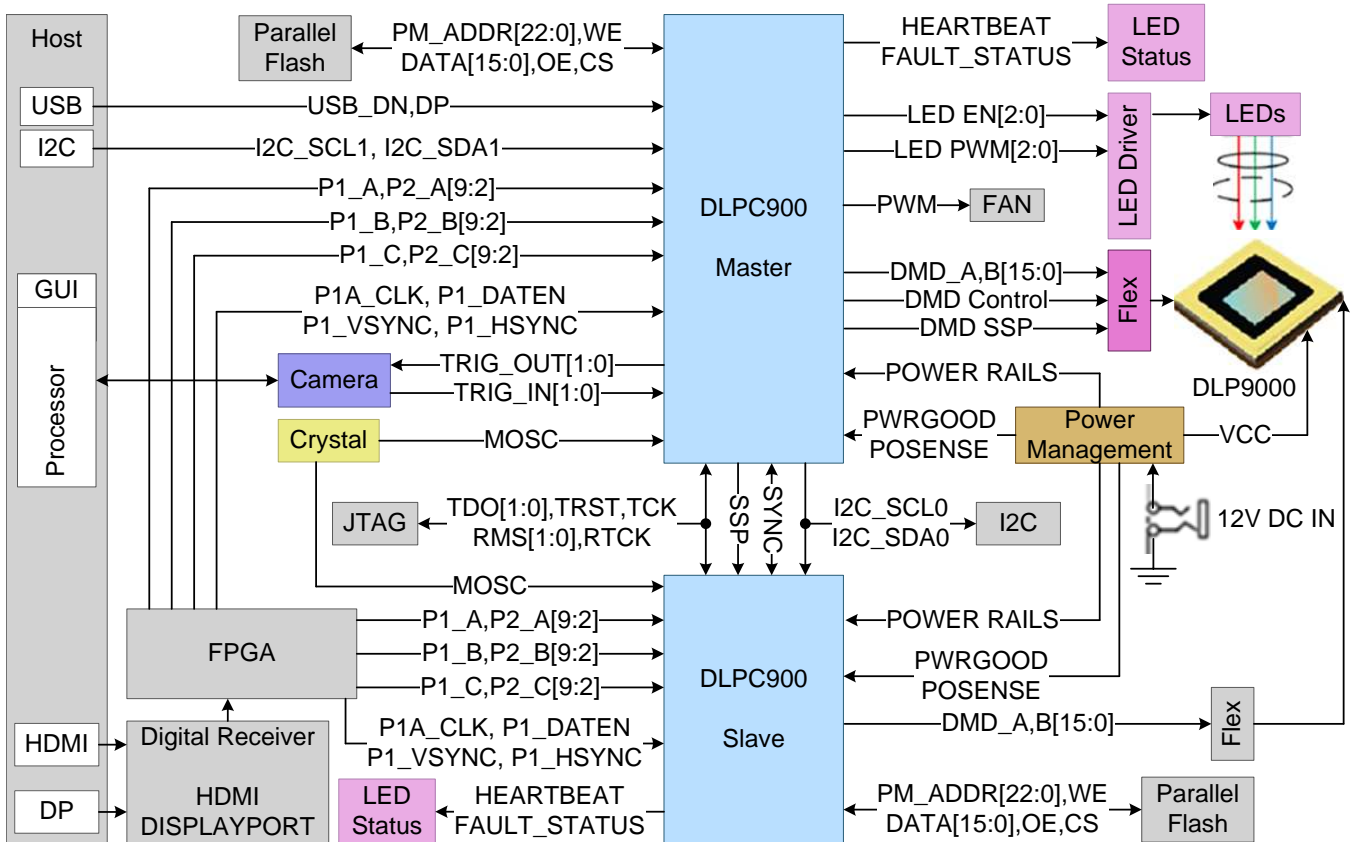 Host
Parallel
Flash
PM_ADDR[22:0],WE
DATA[15:0],OE,CS
HEARTBEAT
FAULT_STATUS
LED
Status
USB
USB_DN,DP
I2C
I2C_SCL1, I2C_SDA1
LED EN[2:0]
LED PWM[2:0]
LED Driver
LEDs
P1_A,P2_A[9:2]
P1_B,P2_B[9:2]
P1_C,P2_C[9:2]
P1A_CLK, P1_DATEN
P1_VSYNC, P1_HSYNC
DLPC900
Master
PWM
FAN
DMD_A,B[15:0]
DMD Control
DMD SSP
Flex
DLP9000
GUI
Processor
Camera
TRIG_OUT[1:0]
TRIG_IN[1:0]
Crystal
MOSC
POWER RAILS
PWRGOOD
POSENSE
Power
Management
VCC
12V DC IN
JTAG
TDO[1:0],TRST,TCK
RMS[1:0],RTCK
SSP
SYNC
I2C_SCL0
I2C_SDA0
I2C
MOSC
FPGA
P1_A,P2_A[9:2]
P1_B,P2_B[9:2]
P1_C,P2_C[9:2]
P1A_CLK, P1_DATEN
P1_VSYNC, P1_HSYNC
DLPC900
Slave
POWER RAILS
PWRGOOD
POSENSE
DMD_A,B[15:0]
Flex
HDMI
DP
Digital Receiver
HDMI
DISPLAYPORT
LED
Status
HEARTBEAT
FAULT_STATUS
PM_ADDR[22:0],WE
DATA[15:0],OE,CS
Parallel
Flash